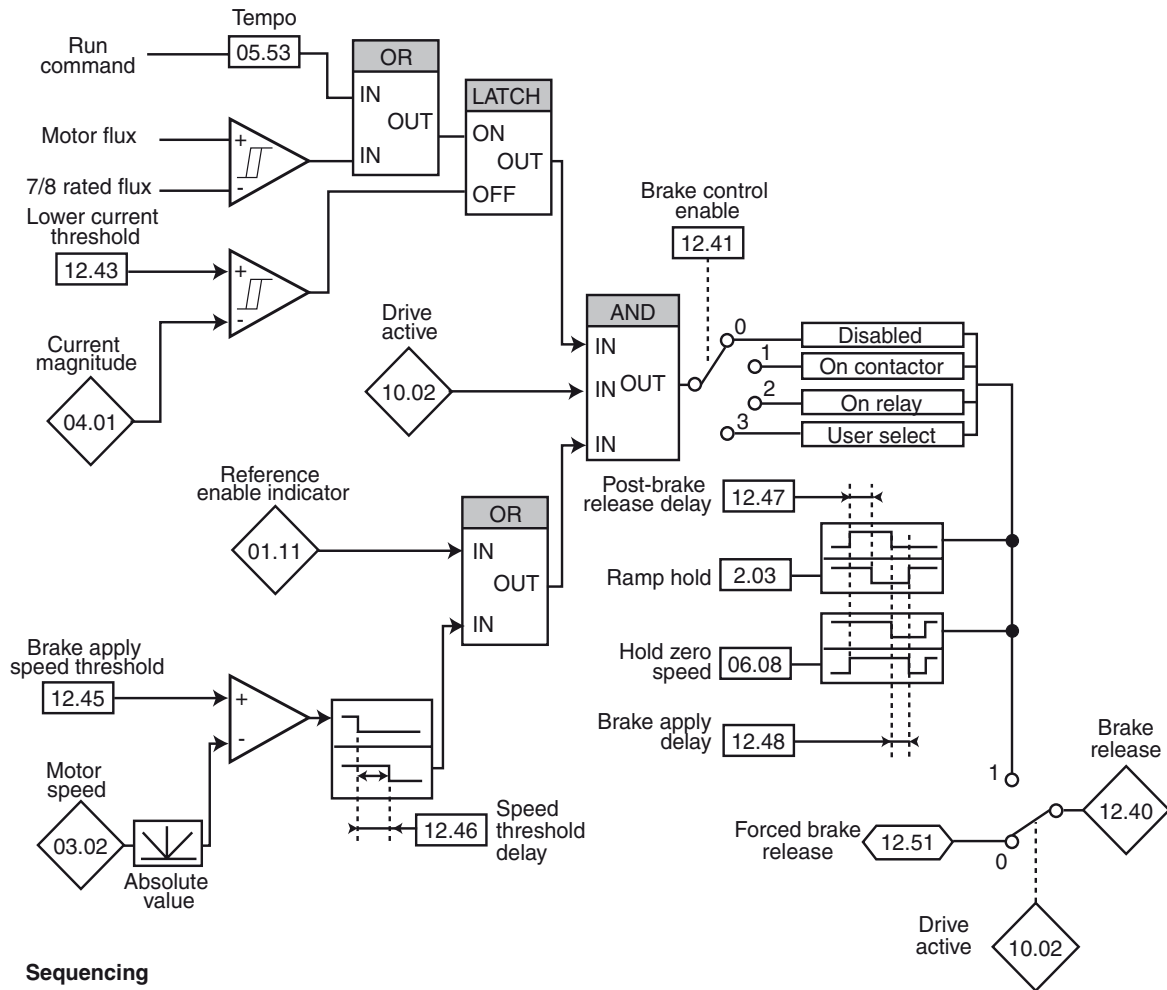 Tempo
Run
command
05.53
OR
IN
OUT
IN
LATCH
ON
OUT
OFF
Motor flux
+
-
7/8 rated flux
Lower current
threshold
12.43
+
-
Current
magnitude
04.01
Drive
active
10.02
Brake control
enable
12.41
AND
IN
IN
OUT
IN
0
Disabled
1
On contactor
2
On relay
3
User select
Reference
enable indicator
01.11
OR
IN
OUT
IN
Post-brake
release delay
12.47
Ramp hold
2.03
Hold zero
speed
06.08
Brake apply
delay
12.48
Brake apply
speed threshold
12.45
+
-
Motor
speed
03.02
Absolute
value
12.46
Speed
threshold
delay
1
Brake
release
12.40
Forced brake
release
12.51
0
Drive
active
10.02
Sequencing